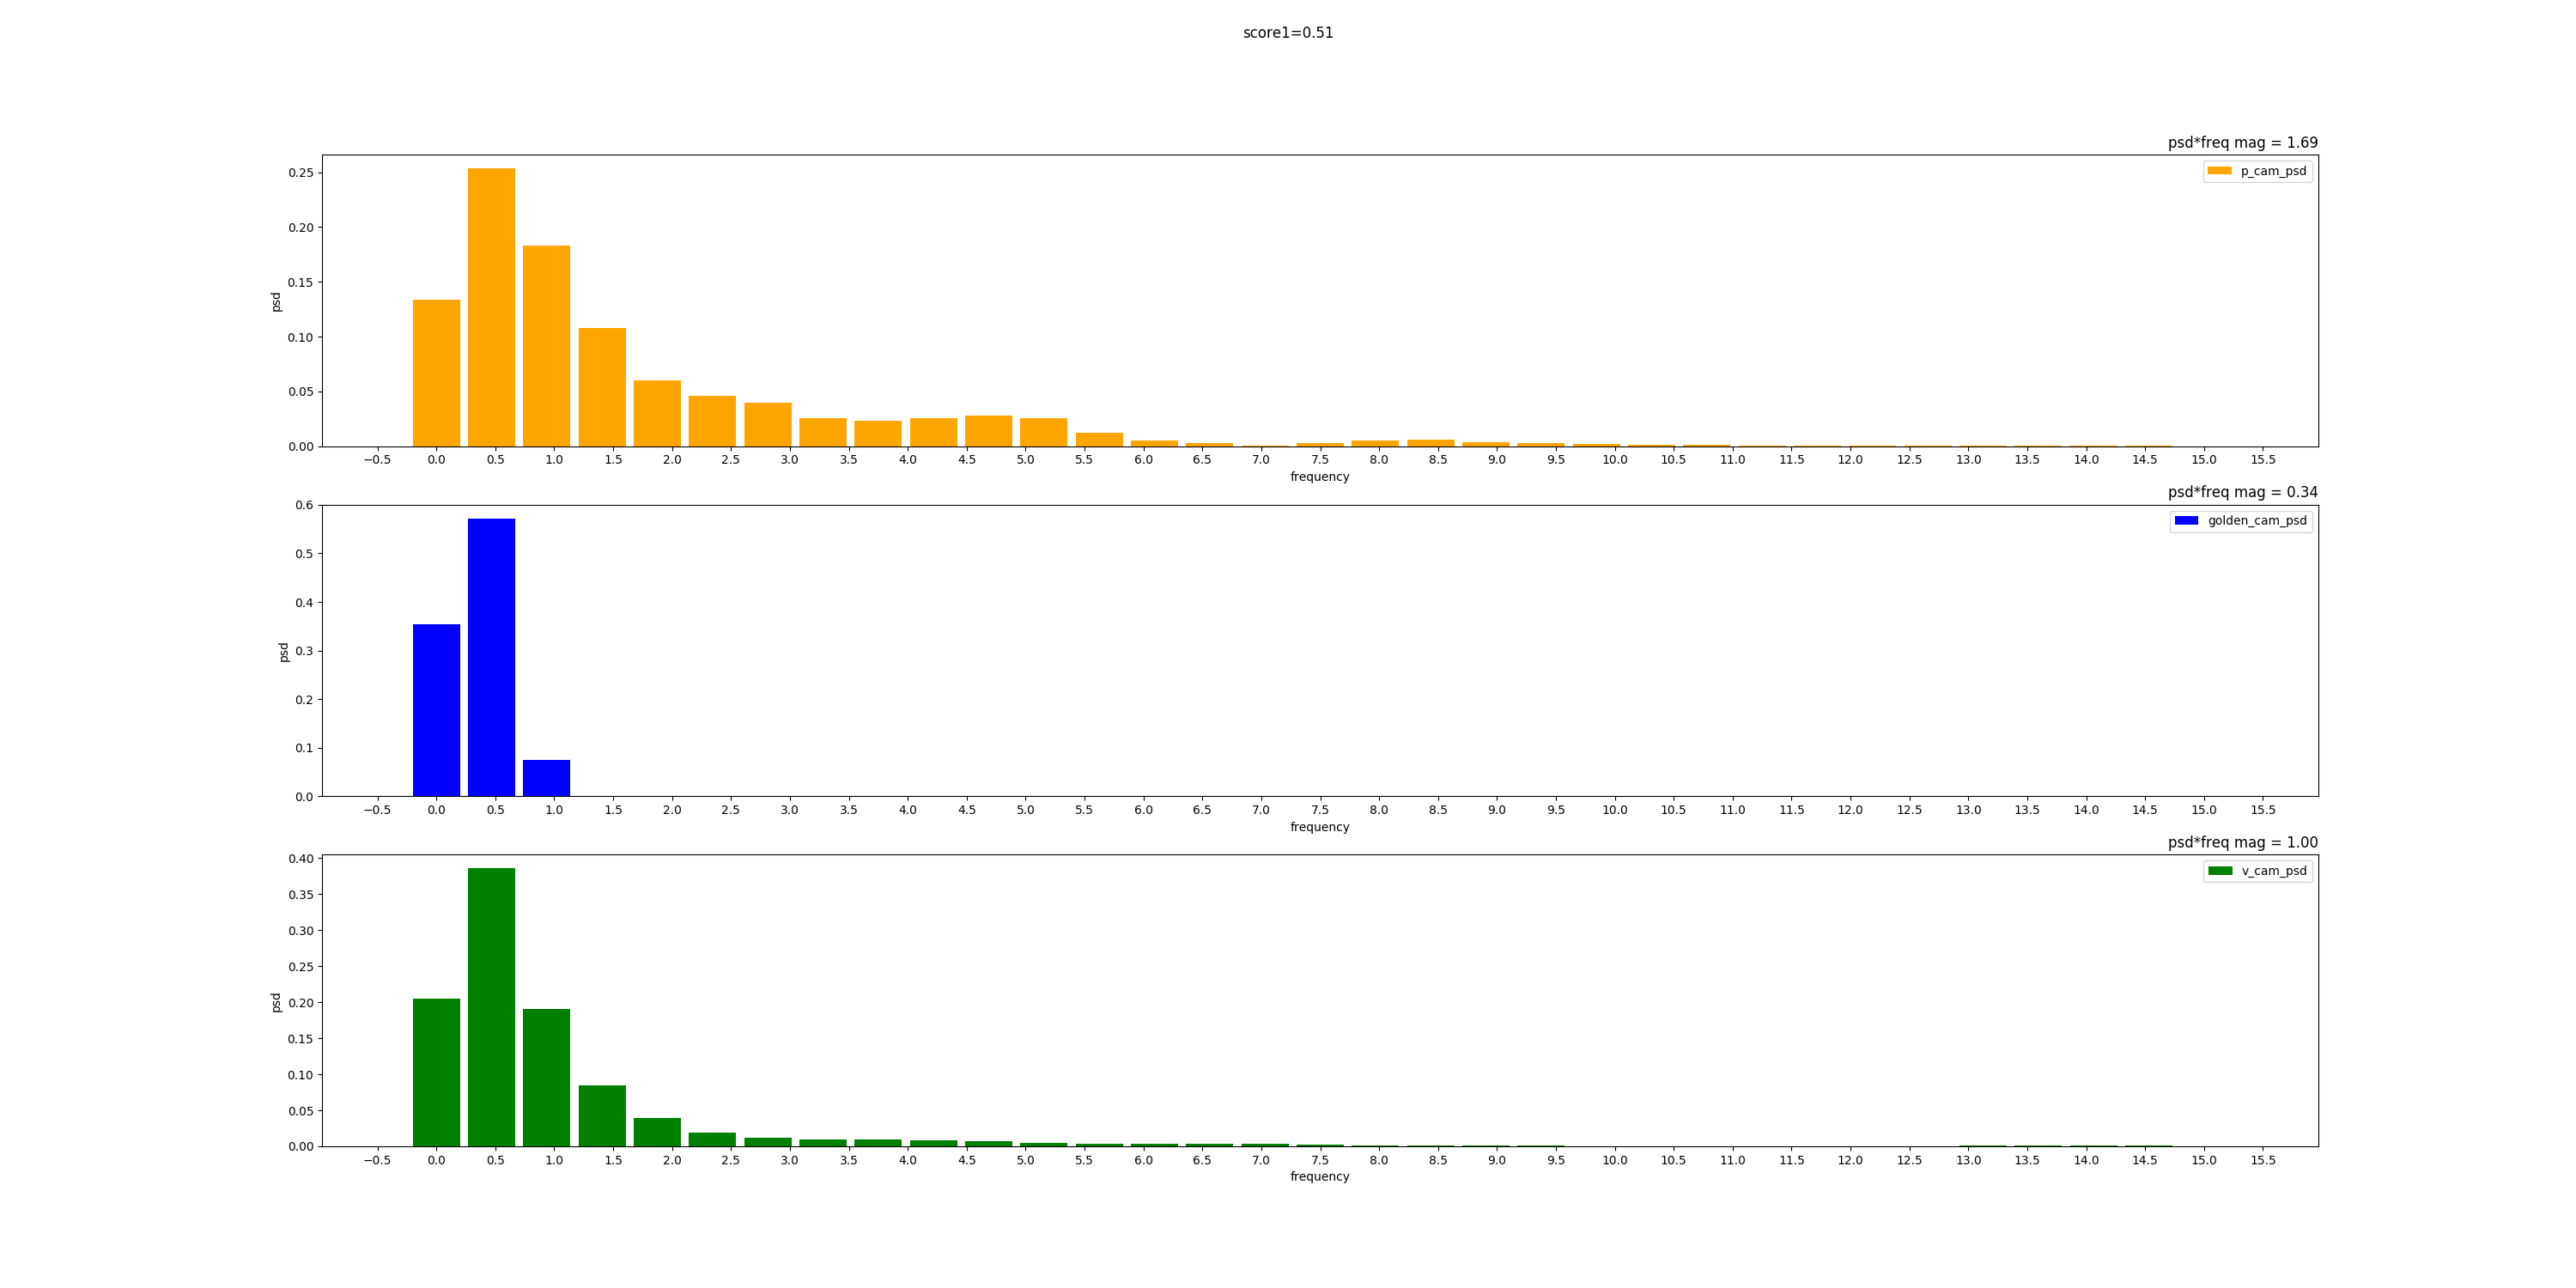 score1=0.51
psd*freq mag = 1.69
p_cam_psd
0.25
0.20
0.15
0.10
0.05
0.00
psd
−0.5 0.0 0.5 1.0 1.5 2.0 2.5 3.0 3.5 4.0 4.5 5.0 5.5 6.0 6.5 7.0 7.5 8.0 8.5 9.0 9.5 10.0 10.5 11.0 11.5 12.0 12.5 13.0 13.5 14.0 14.5 15.0 15.5
frequency
psd*freq mag = 0.34
golden_cam_psd
0.6
0.5
0.4
0.3
0.2
0.1
0.0
psd
−0.5 0.0 0.5 1.0 1.5 2.0 2.5 3.0 3.5 4.0 4.5 5.0 5.5 6.0 6.5 7.0 7.5 8.0 8.5 9.0 9.5 10.0 10.5 11.0 11.5 12.0 12.5 13.0 13.5 14.0 14.5 15.0 15.5
frequency
psd*freq mag = 1.00
v_cam_psd
0.40
0.35
0.30
0.25
0.20
0.15
0.10
0.05
0.00
psd
−0.5 0.0 0.5 1.0 1.5 2.0 2.5 3.0 3.5 4.0 4.5 5.0 5.5 6.0 6.5 7.0 7.5 8.0 8.5 9.0 9.5 10.0 10.5 11.0 11.5 12.0 12.5 13.0 13.5 14.0 14.5 15.0 15.5
frequency